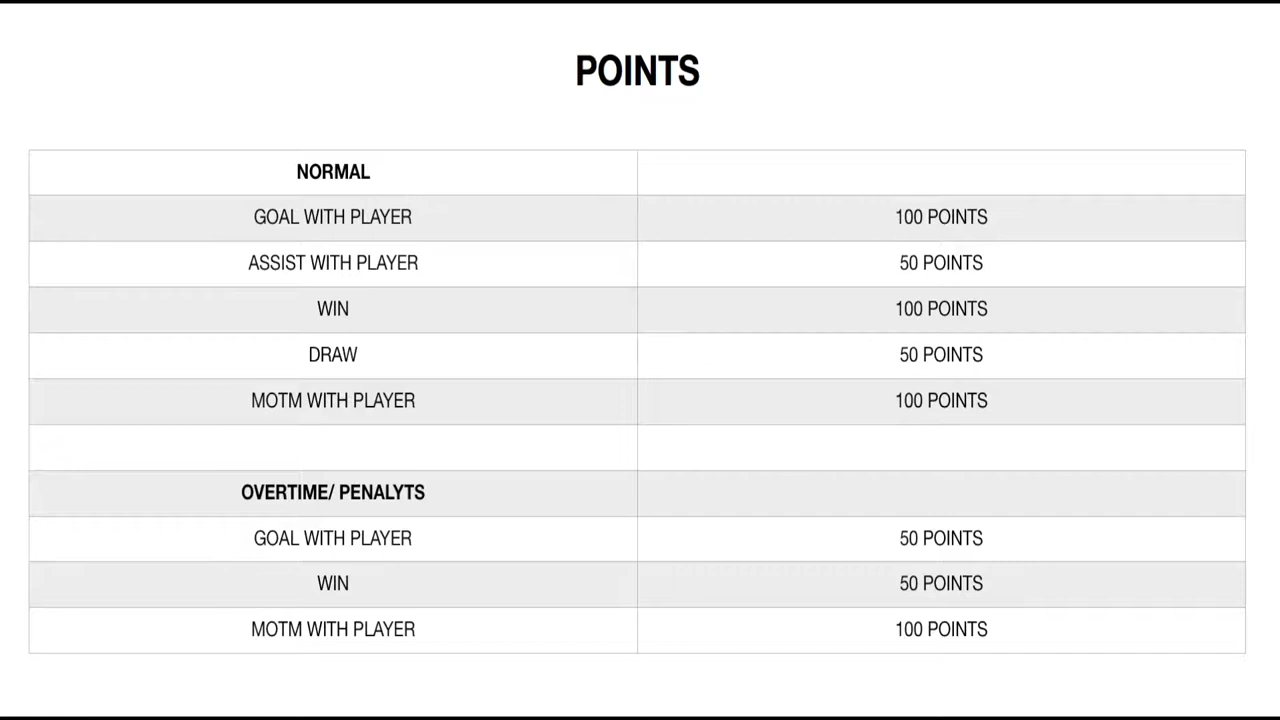 POINTS
NORMAL
GOAL WITH PLAYER 100 POINTS
ASSIST WITH PLAYER 50 POINTS
WIN 100 POINTS
DRAW 50 POINTS
MOTM WITH PLAYER 100 POINTS
OVERTIME/ PENALYTS
GOAL WITH PLAYER 50 POINTS
WIN 50 POINTS
MOTM WITH PLAYER 100 POINTS